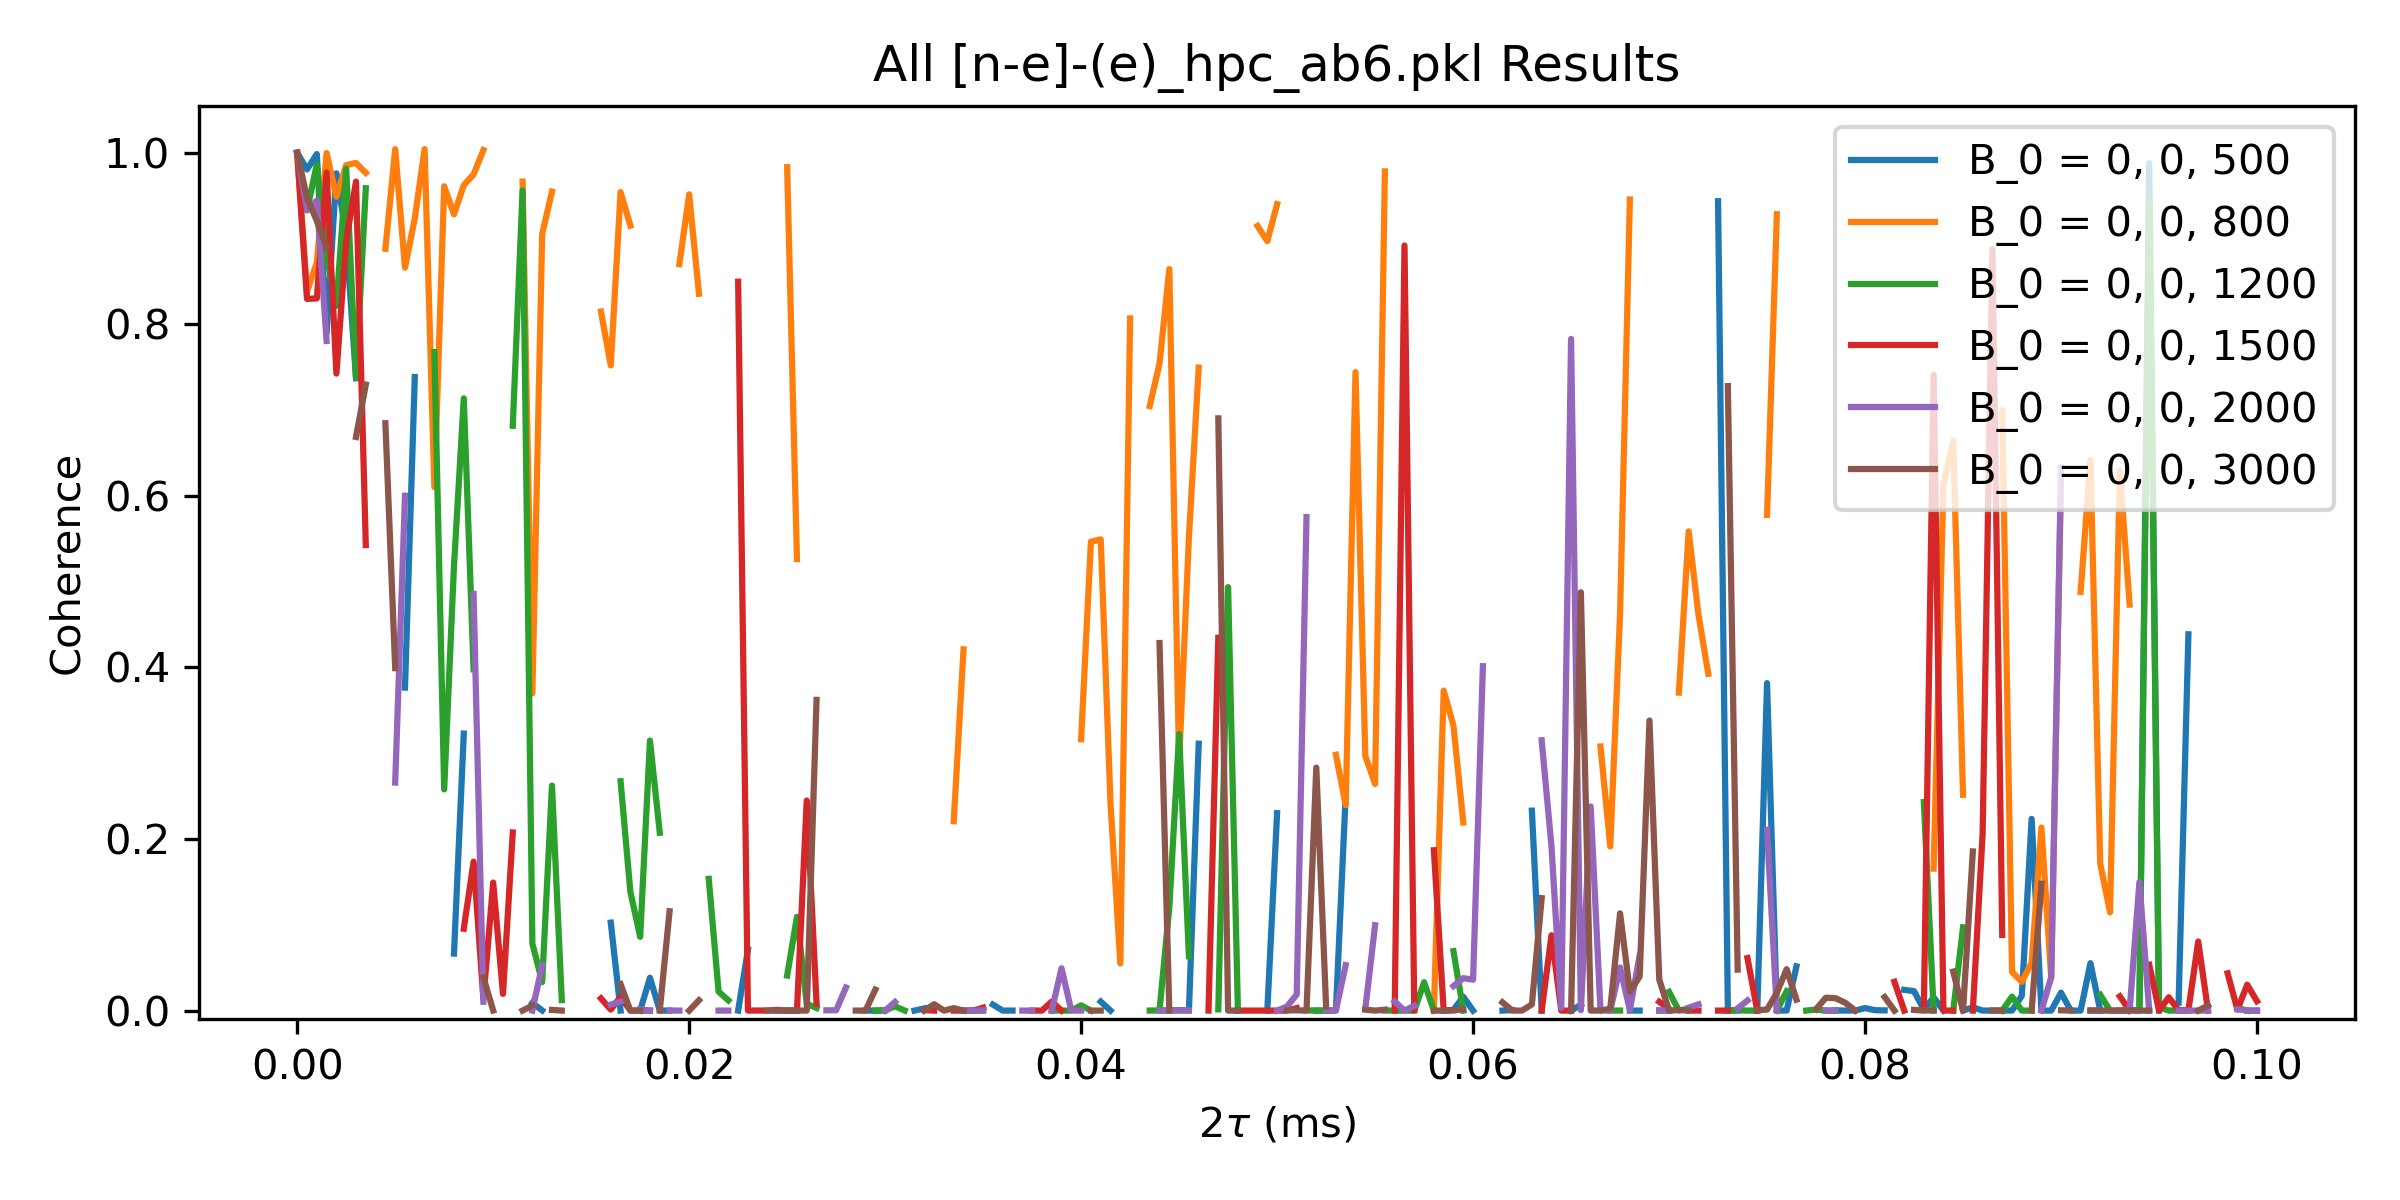 All [n-e]-(e)_hpc_ab6.pkl Results
Coherence
1.0
0.8
0.6
0.4
0.2
0.0
B_0 = 0, 0, 500
B_0 = 0, 0, 800
B_0 = 0, 0, 1200
B_0 = 0, 0, 1500
B_0 = 0, 0, 2000
B_0 = 0, 0, 3000
0.00 0.02 0.04 0.06 0.08 0.10
2τ (ms)